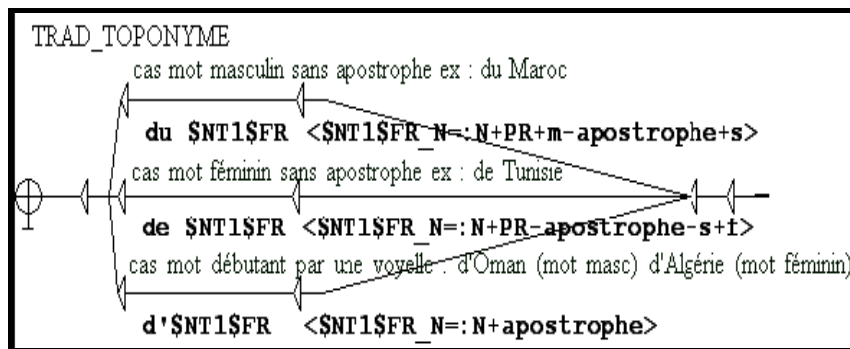 TRAD_TOPONYME
cas mot masculin sans apostrophe ex : du Maroc
du $NT1$FR <$NT1$FR_N=:N+PR+m-apostrophe+s>
cas mot féminin sans apostrophe ex : de Tunisie
de $NT1$FR <$NT1$FR_N=:N+PR-apostrophe-s+f>
cas mot débutant par une voyelle : d'Oman (mot masc) d'Algérie (mot féminin)
d'$NT1$FR <$NT1$FR_N=:N+apostrophe>